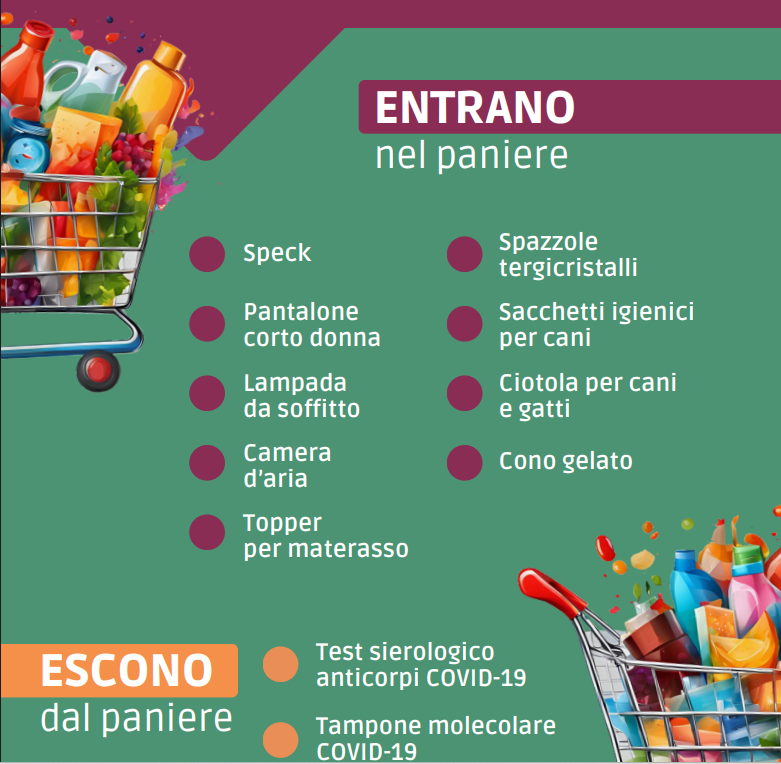 ENTRANO
nel paniere
Speck
Pantalone
corto donna
Lampada
da soffitto
Camera
d’aria
Topper
per materasso
Spazzole
tergicristalli
Sacchetti igienici
per cani
Ciotola per cani
e gatti
Cono gelato
ESCONO
dal paniere
Test sierologico
anticorpi COVID-19
Tampone molecolare
COVID-19